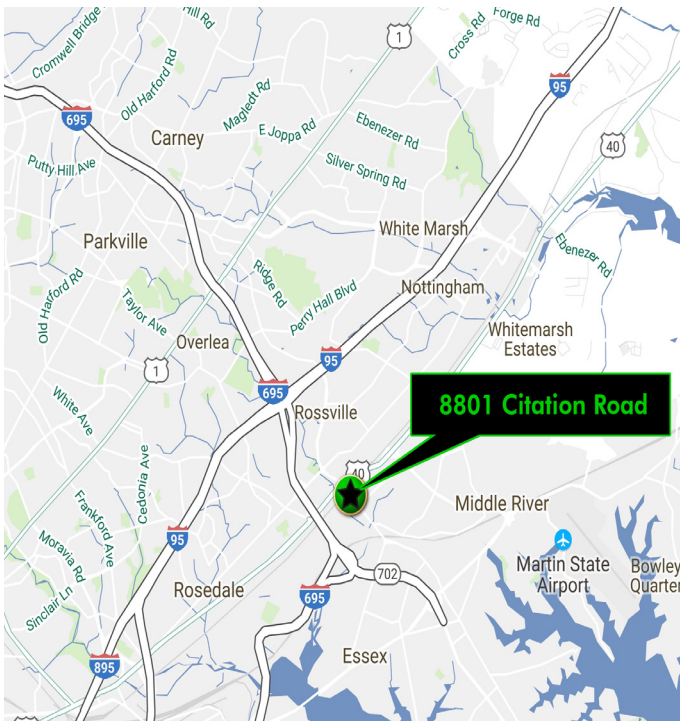 Cromwell Bridge
Hill Rd
Old Harford Rd
Magledt Rd
1
Cross Rd
Forge Rd
95
695
Carney
E Joppa Rd
Ebenezer Rd
40
Putty Hill Ave
Silver Spring Rd
Parkville
White Marsh
Ebenezer Rd
Old Harford Rd
Taylor Ave
Ridge Rd
Perry Hall Blvd
Nottingham
Whitemarsh
Estates
Overlea
95
1
695
Rossville
8801 Citation Road
White Ave
Cedonia Ave
40
Frankford Ave
Middle River
Moravia Rd
95
Martin State
Airport
Bowley
Quarter
702
Sinclair Ln
Rosedale
695
895
Essex